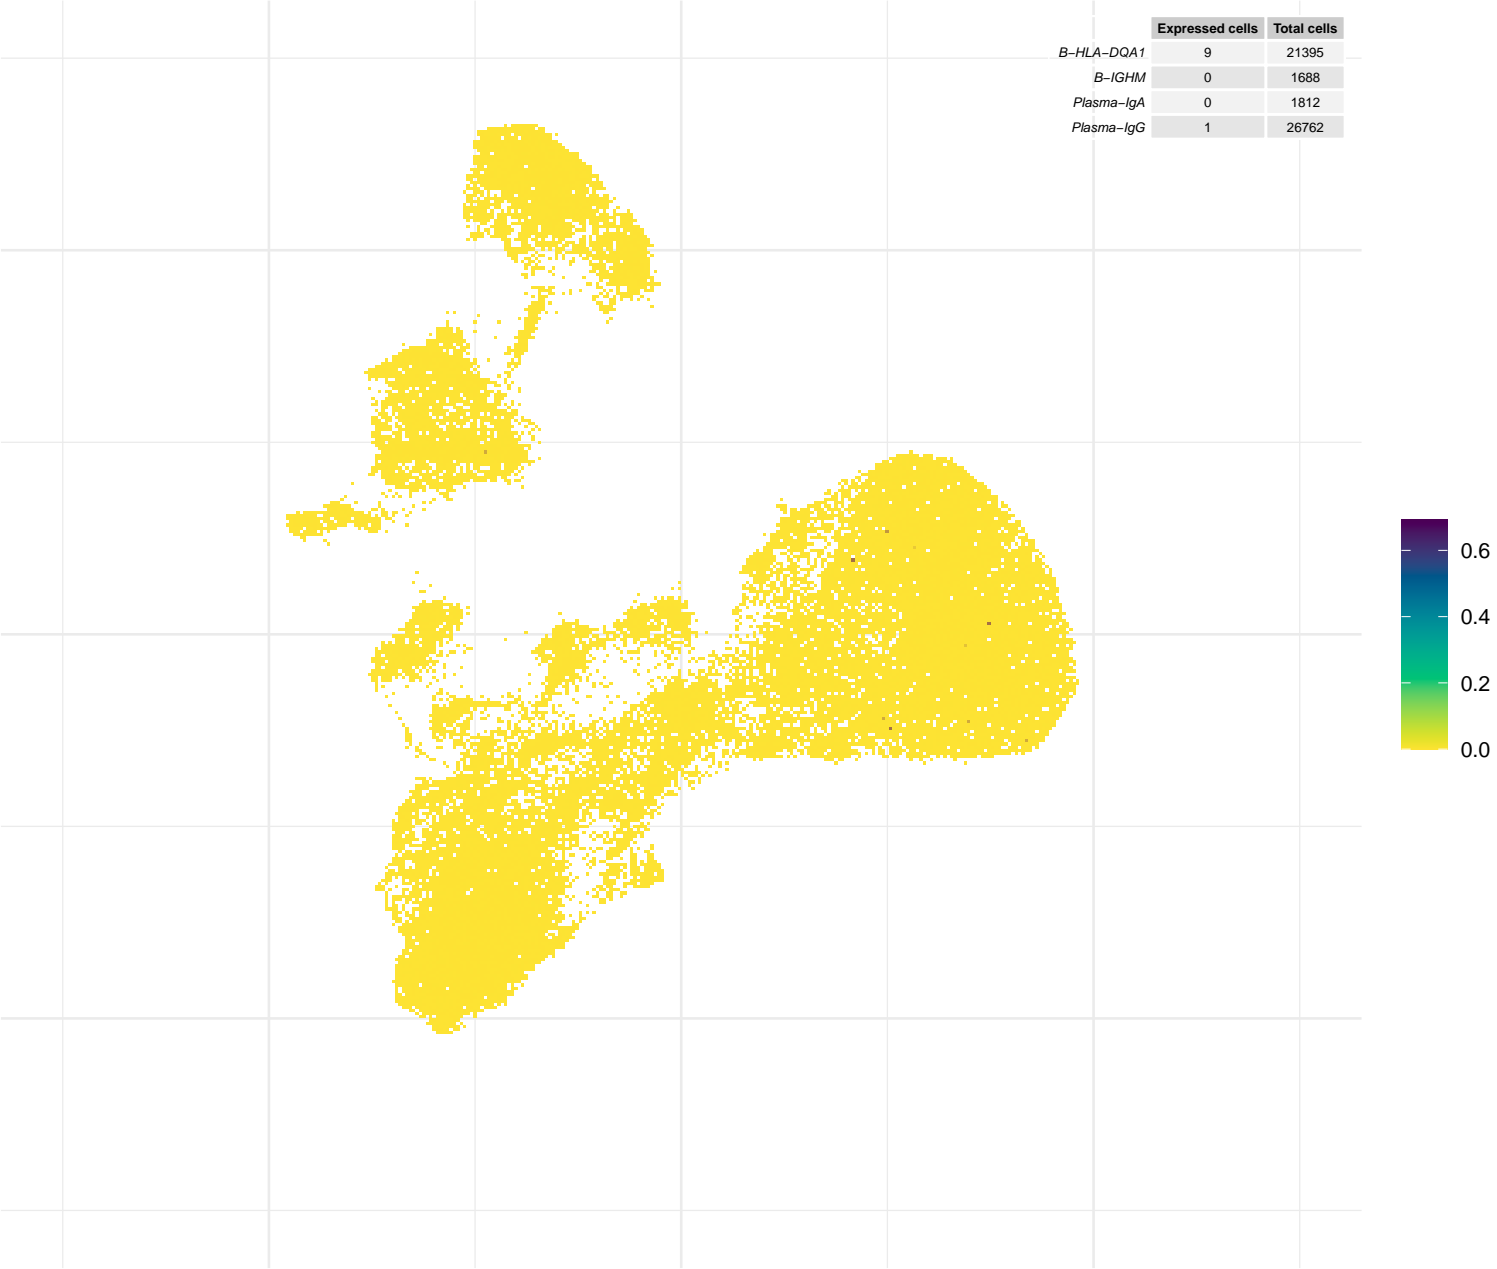 Expressed cells Total cells
B−HLA−DQA1 9 21395
B−IGHM 0 1688
Plasma−IgA 0 1812
Plasma−IgG 1 26762
0.6
0.4
0.2
0.0